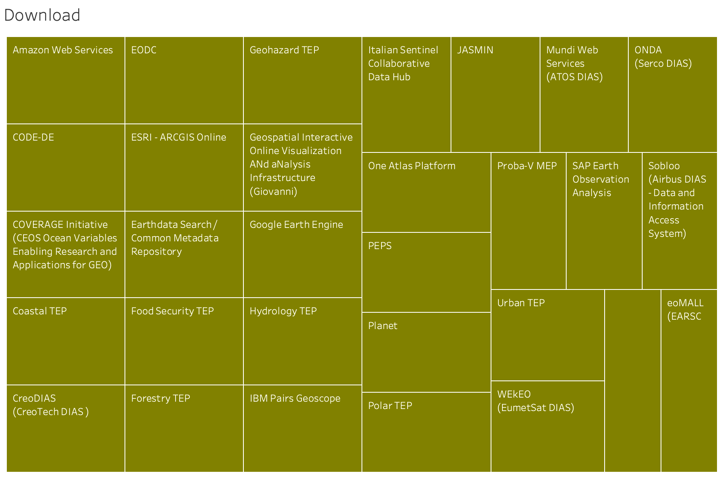 Download
Amazon Web Services
CODE-DE
COVERAGE Initiative
(CEOS Ocean Variables
Enabling Research and
Applications for GEO)
Coastal TEP
CreoDIAS
(CreoTech DIAS )
EODC
ESRI - ARCGIS Online
Earthdata Search /
Common Metadata
Repository
Food Security TEP
Forestry TEP
Geohazard TEP
Geospatial Interactive
Online Visualization
ANd aNalysis
Infrastructure
(Giovanni)
Google Earth Engine
Hydrology TEP
IBM Pairs Geoscope
Italian Sentinel
Collaborative
Data Hub
JASMIN
Mundi Web
Services
(ATOS DIAS)
ONDA
(Serco DIAS)
One Atlas Platform
PEPS
Planet
Polar TEP
Proba-V MEP
SAP Earth
Observation
Analysis
Sobloo
(Airbus DIAS
- Data and
Information
Access
System)
Urban TEP
WEkEO
(EumetSat DIAS)
eoMALL
(EARSC